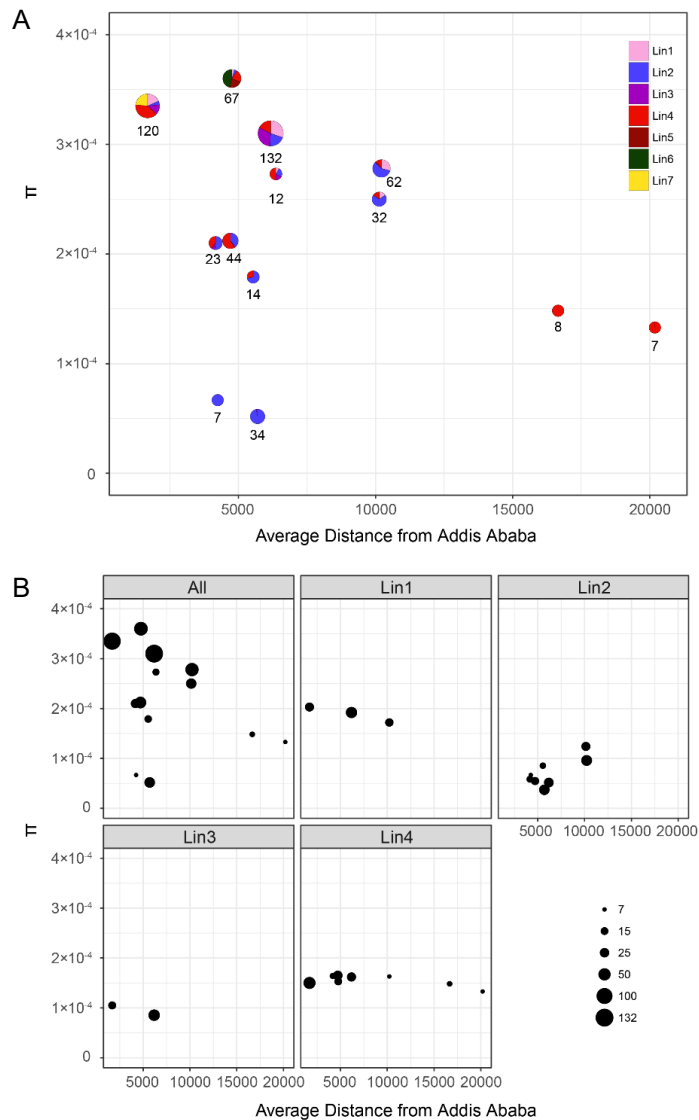 A
4×10⁻⁴
3×10⁻⁴
2×10⁻⁴
1×10⁻⁴
0
π
Lin1
Lin2
Lin3
Lin4
Lin5
Lin6
Lin7
67
120
132
12
62
32
23 44
14
8
7
7
34
5000 10000 15000 20000
Average Distance from Addis Ababa
B
All Lin1 Lin2
4×10⁻⁴
3×10⁻⁴
2×10⁻⁴
1×10⁻⁴
0
5000 10000 15000 20000
π
Lin3 Lin4
4×10⁻⁴
3×10⁻⁴
2×10⁻⁴
1×10⁻⁴
0
7
15
25
50
100
132
5000 10000 15000 20000 5000 10000 15000 20000
Average Distance from Addis Ababa